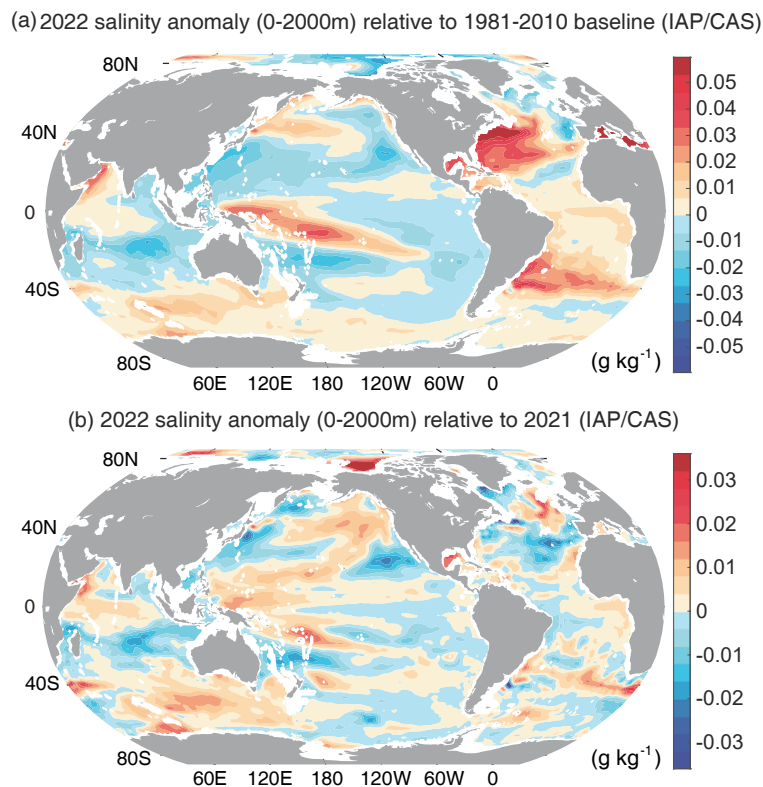 (a) 2022 salinity anomaly (0-2000m) relative to 1981-2010 baseline (IAP/CAS)
80N
40N
0
40S
80S
60E 120E 180 120W 60W 0
0.05
0.04
0.03
0.02
0.01
0
-0.01
-0.02
-0.03
-0.04
-0.05
(g kg⁻¹)
(b) 2022 salinity anomaly (0-2000m) relative to 2021 (IAP/CAS)
80N
40N
0
40S
80S
60E 120E 180 120W 60W 0
0.03
0.02
0.01
0
-0.01
-0.02
-0.03
(g kg⁻¹)